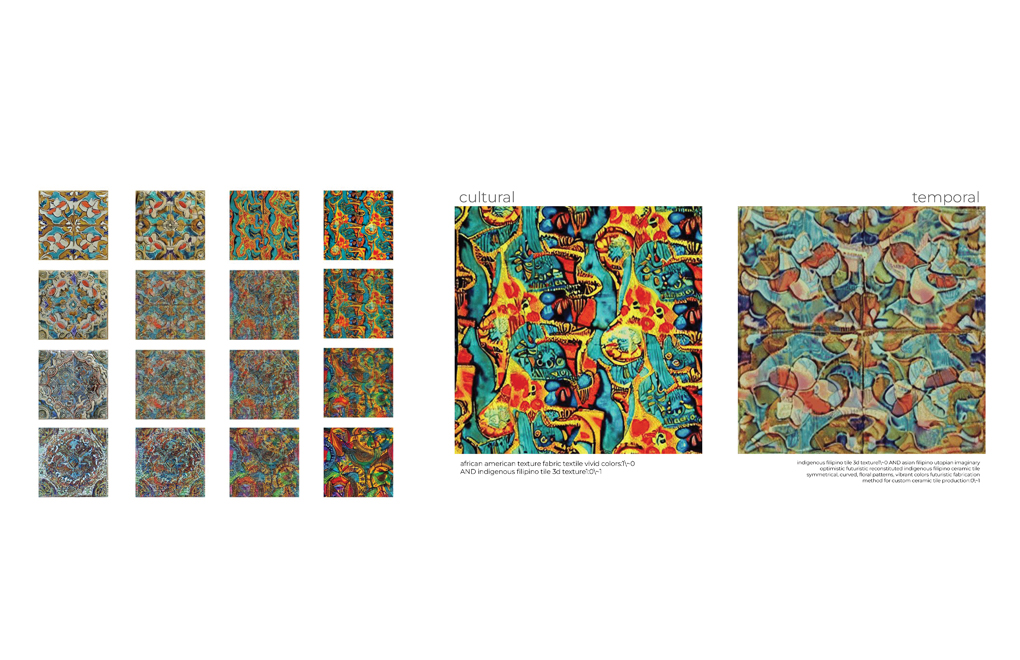 cultural
temporal
african american texture fabric textile vivid colors:1\~0
AND indigenous filipino tile 3d texture1:0\~1
indigenous filipino tile 3d texture:1\~0 AND asian filipino utopian imaginary
optimistic futuristic reconstituted indigenous filipino ceramic tile
symmetrical, curved, floral patterns, vibrant colors futuristic fabrication
method for custom ceramic tile production:0\~1